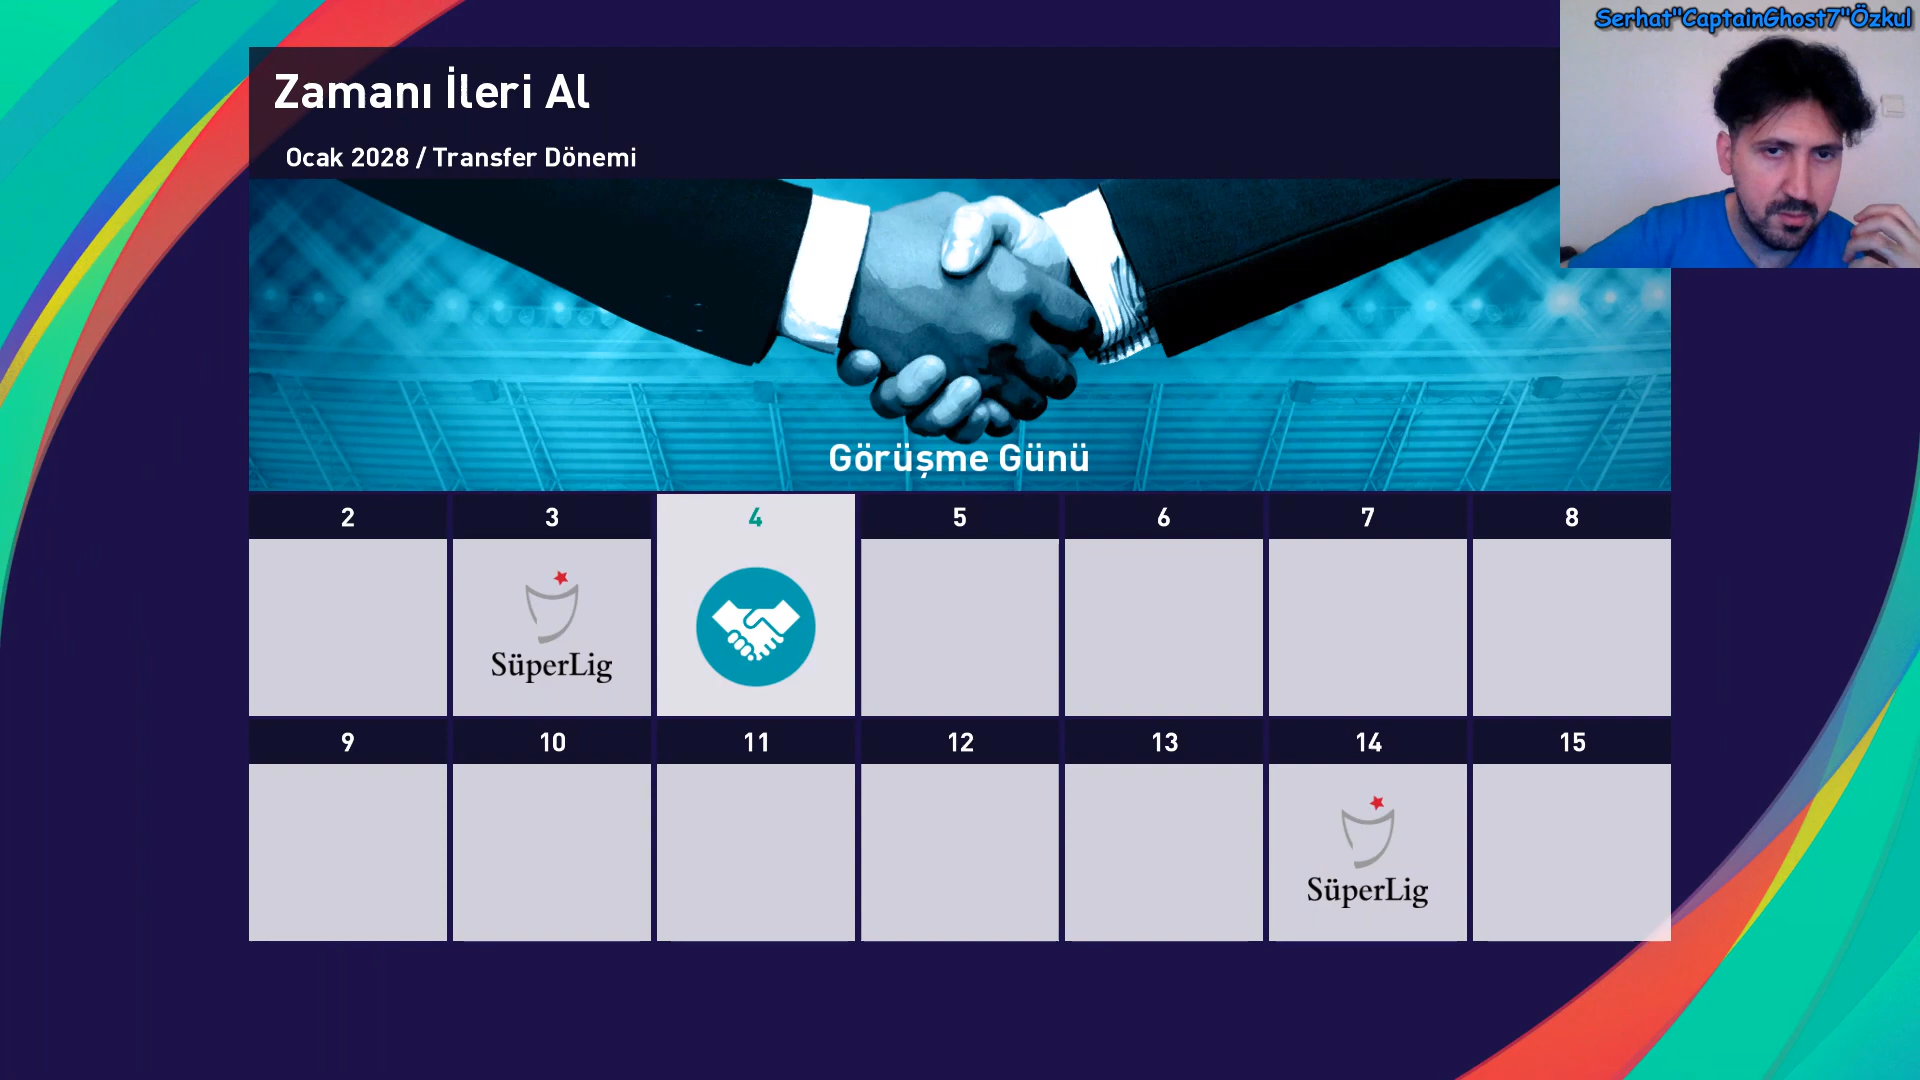 Serhat"CaptainGhost7"Özkul
Zamanı İleri Al
Ocak 2028 / Transfer Dönemi
Görüşme Günü
2 3 4 5 6 7 8
SüperLig
9 10 11 12 13 14 15
SüperLig